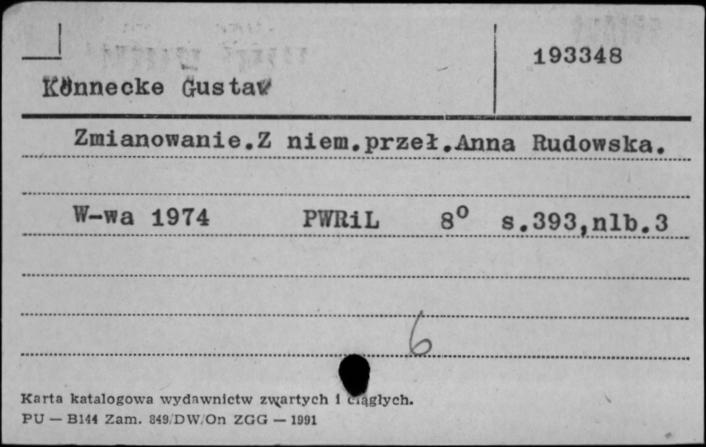 193348
Könnecke Gustav
Zmianowanie.Z niem.przeł.Anna Rudowska.
W-wa 1974 PWRiL 8° s.393,nlb.3
6
Karta katalogowa wydawnictw zwartych i ciągłych.
PU — B144 Zam. 849/DW/On ZGG — 1991